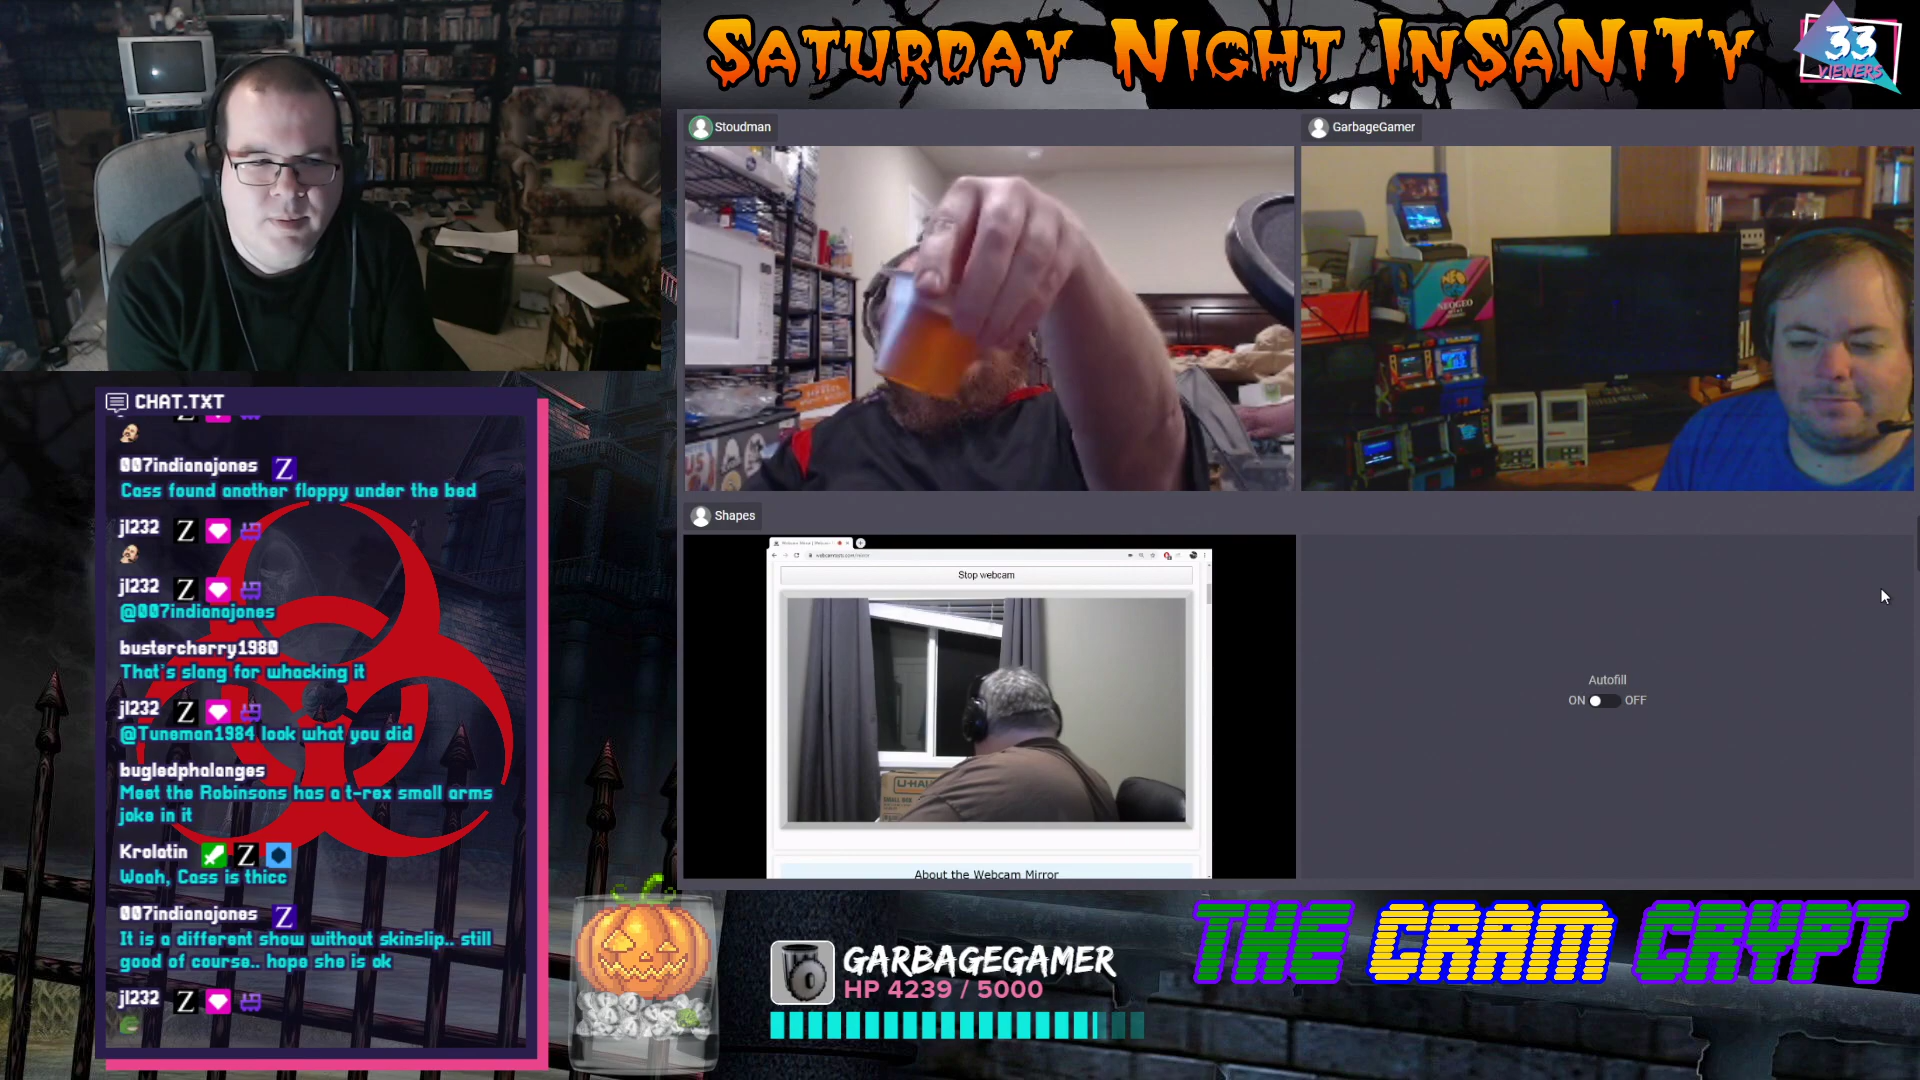 SATURDAY NIGHT INSANITY
33
VIEWERS
Stoudman
GarbageGamer
NEOGEO
CHAT.TXT
007indianajones Z
Cass found another floppy under the bed
jl232 Z
jl232 Z
@007indianajones
bustercherry1980
That's slang for whacking it
jl232 Z
@Tuneman1984 look what you did
bugledphalanges
Meet the Robinsons has a t-rex small arms
joke in it
Krolatin Z
Woah, Cass is thicc
007indianajones Z
It is a different show without skinslip.. still
good of course.. hope she is ok
jl232 Z
Shapes
Stop webcam
U-HAUL
SMALL BOX
About the Webcam Mirror
Autofill
ON OFF
GARBAGEGAMER
HP 4239 / 5000
THE CRAM CRYPT